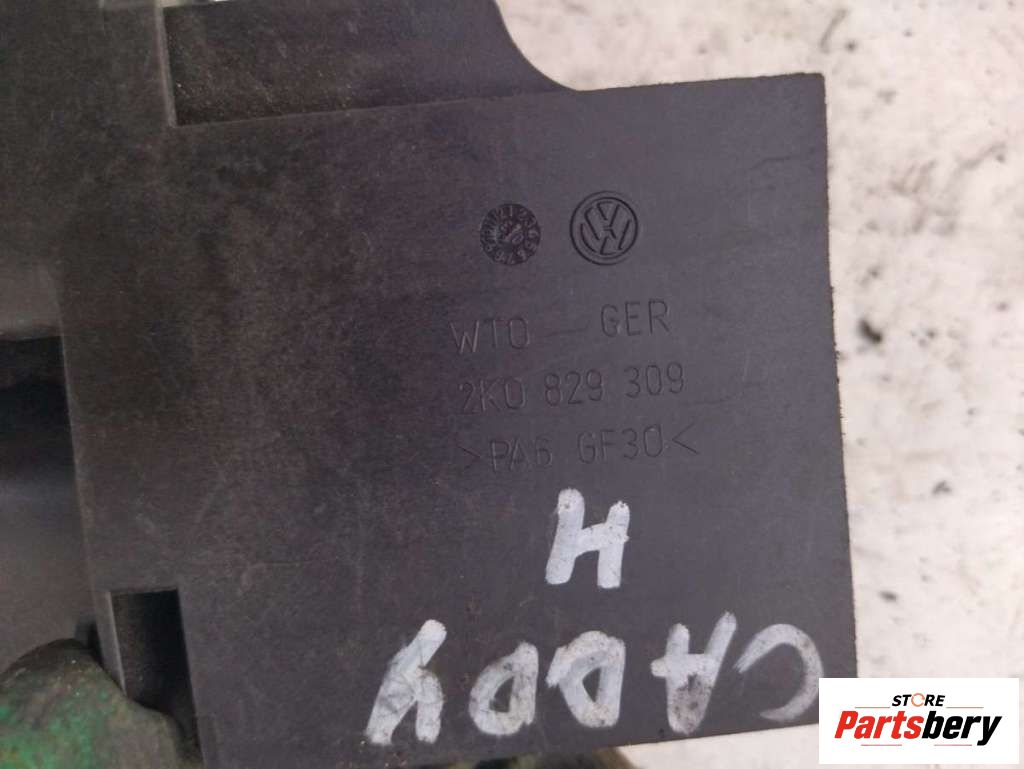 WTO GER
2K0 829 309
>PA6 GF30<
H
CADDY
STORE
Partsbery